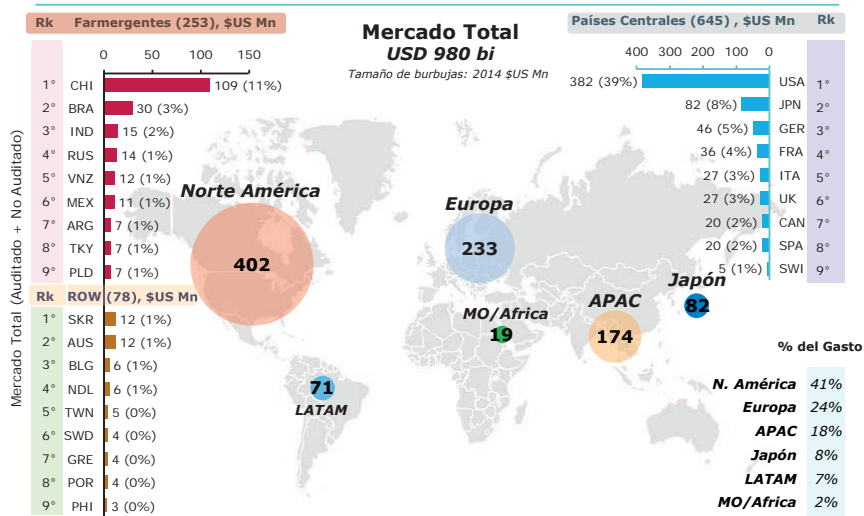 Rk Farmergentes (253), $US Mn
0 50 100 150
1° CHI 109 (11%)
2° BRA 30 (3%)
3° IND 15 (2%)
4° RUS 14 (1%)
5° VNZ 12 (1%)
6° MEX 11 (1%)
7° ARG 7 (1%)
8° TKY 7 (1%)
9° PLD 7 (1%)
Rk ROW (78), $US Mn
1° SKR 12 (1%)
2° AUS 12 (1%)
3° BLG 6 (1%)
4° NDL 6 (1%)
5° TWN 5 (0%)
6° SWD 4 (0%)
7° GRE 4 (0%)
8° POR 4 (0%)
9° PHI 3 (0%)
Mercado Total (Auditado + No Auditado)
Mercado Total
USD 980 bi
Tamaño de burbujas: 2014 $US Mn
Norte América
402
Europa
233
MO/Africa
19
APAC
174
Japón
82
71
LATAM
Países Centrales (645) , $US Mn Rk
400 300 200 100 0
382 (39%) USA 1°
82 (8%) JPN 2°
46 (5%) GER 3°
36 (4%) FRA 4°
27 (3%) ITA 5°
27 (3%) UK 6°
20 (2%) CAN 7°
20 (2%) SPA 8°
5 (1%) SWI 9°
% del Gasto
N. América 41%
Europa 24%
APAC 18%
Japón 8%
LATAM 7%
MO/Africa 2%